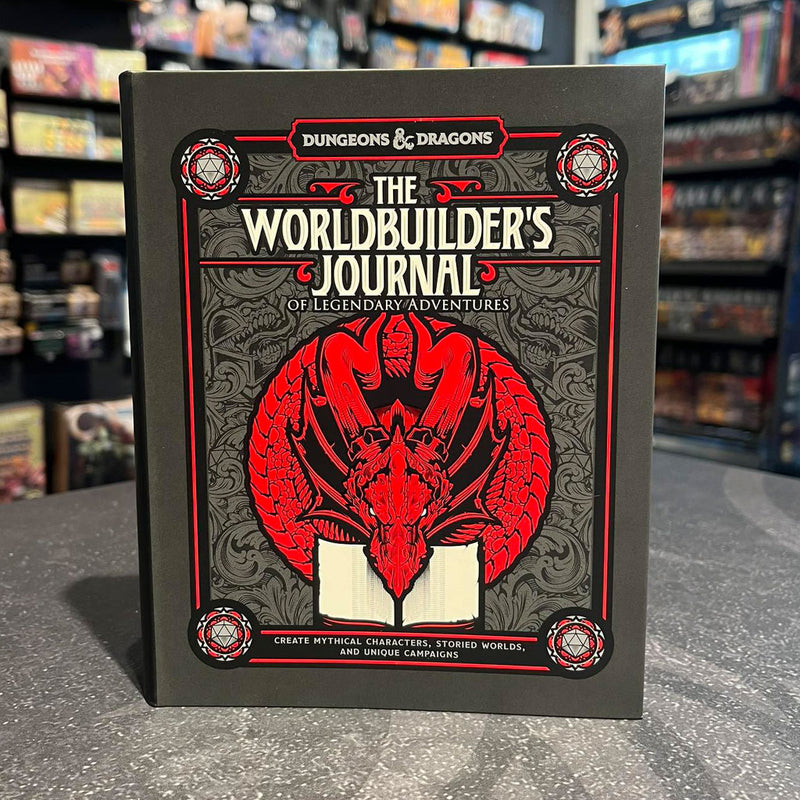 DUNGEONS & DRAGONS
THE
WORLDBUILDER'S
JOURNAL
OF LEGENDARY ADVENTURES
CREATE MYTHICAL CHARACTERS, STORIED WORLDS,
AND UNIQUE CAMPAIGNS